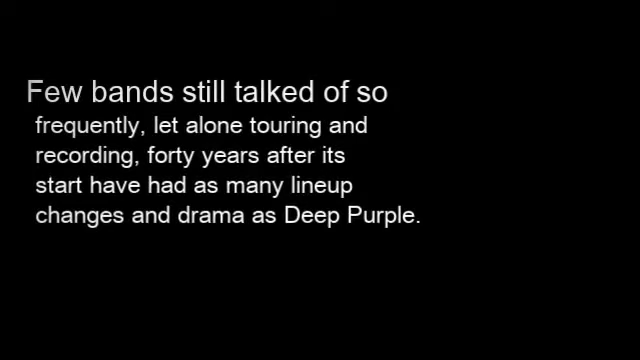 Few bands still talked of so
frequently, let alone touring and
recording, forty years after its
start have had as many lineup
changes and drama as Deep Purple.